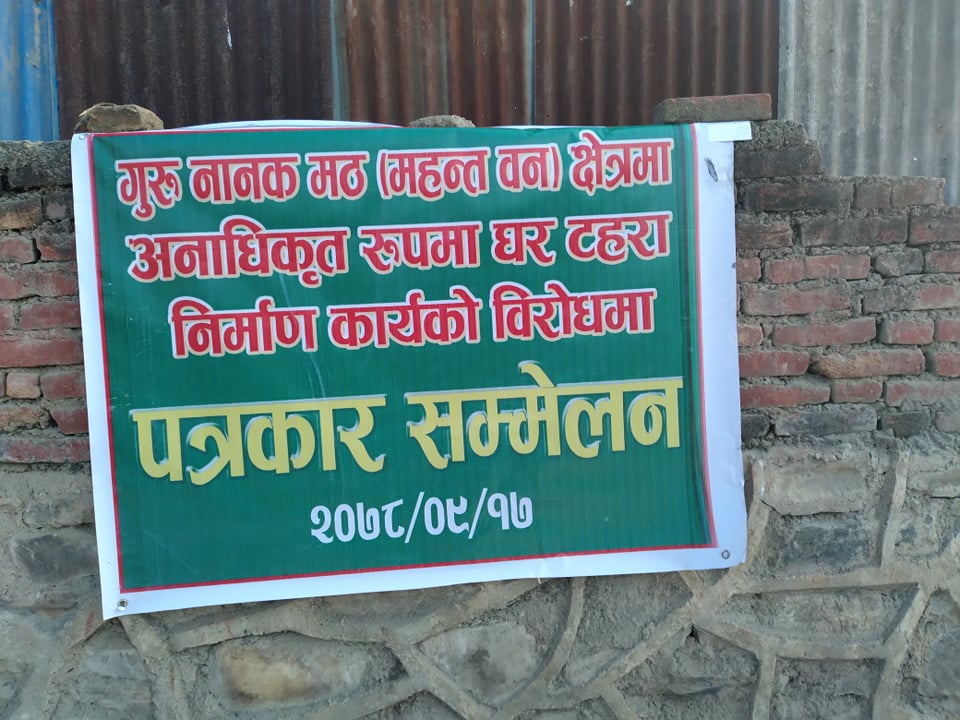 गुरु नानक मठ (महन्त वन) क्षेत्रमा
अनाधिकृत रुपमा घर टहरा
निर्माण कार्यको विरोधमा
पत्रकार सम्मेलन
२०७८/०९/१७